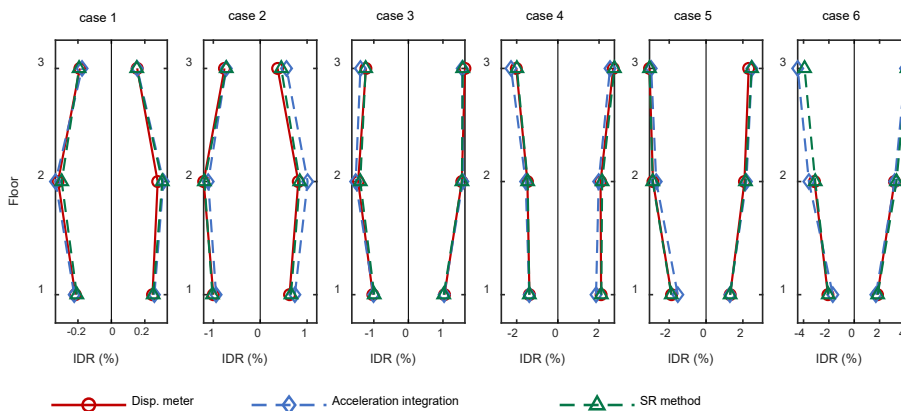 case 1 case 2 case 3 case 4 case 5 case 6
3 3 3 3 3 3
Floor
2 2 2 2 2 2
1 1 1 1 1 1
-0.2 0 0.2 -1 0 1 -1 0 1 -2 0 2 -2 0 2 -4 -2 0 2 4
IDR (%) IDR (%) IDR (%) IDR (%) IDR (%) IDR (%)
Disp. meter Acceleration integration SR method